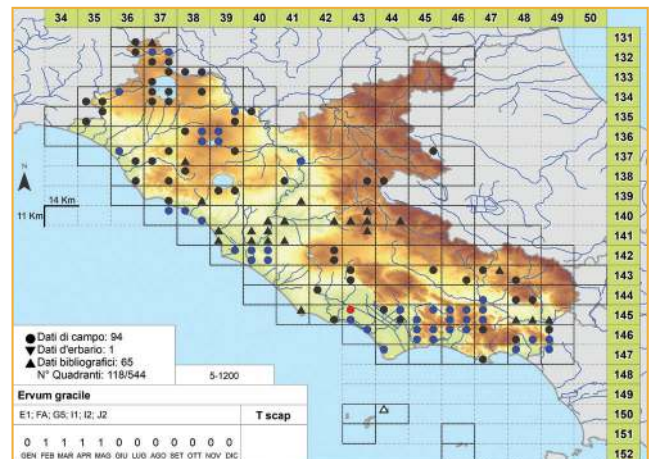 34 35 36 37 38 39 40 41 42 43 44 45 46 47 48 49 50
131
132
133
134
135
136
137
138
139
140
141
142
143
144
145
146
147
148
149
150
151
152
N
14 Km
11 Km
● Dati di campo: 94
▼ Dati d'erbario: 1
▲ Dati bibliografici: 65
N° Quadranti: 118/544
5-1200
Ervum gracile
E1; FA; G5; I1; I2; J2
T scap
0 1 1 1 1 0 0 0 0 0 0 0
GEN FEB MAR APR MAG GIU LUG AGO SET OTT NOV DIC